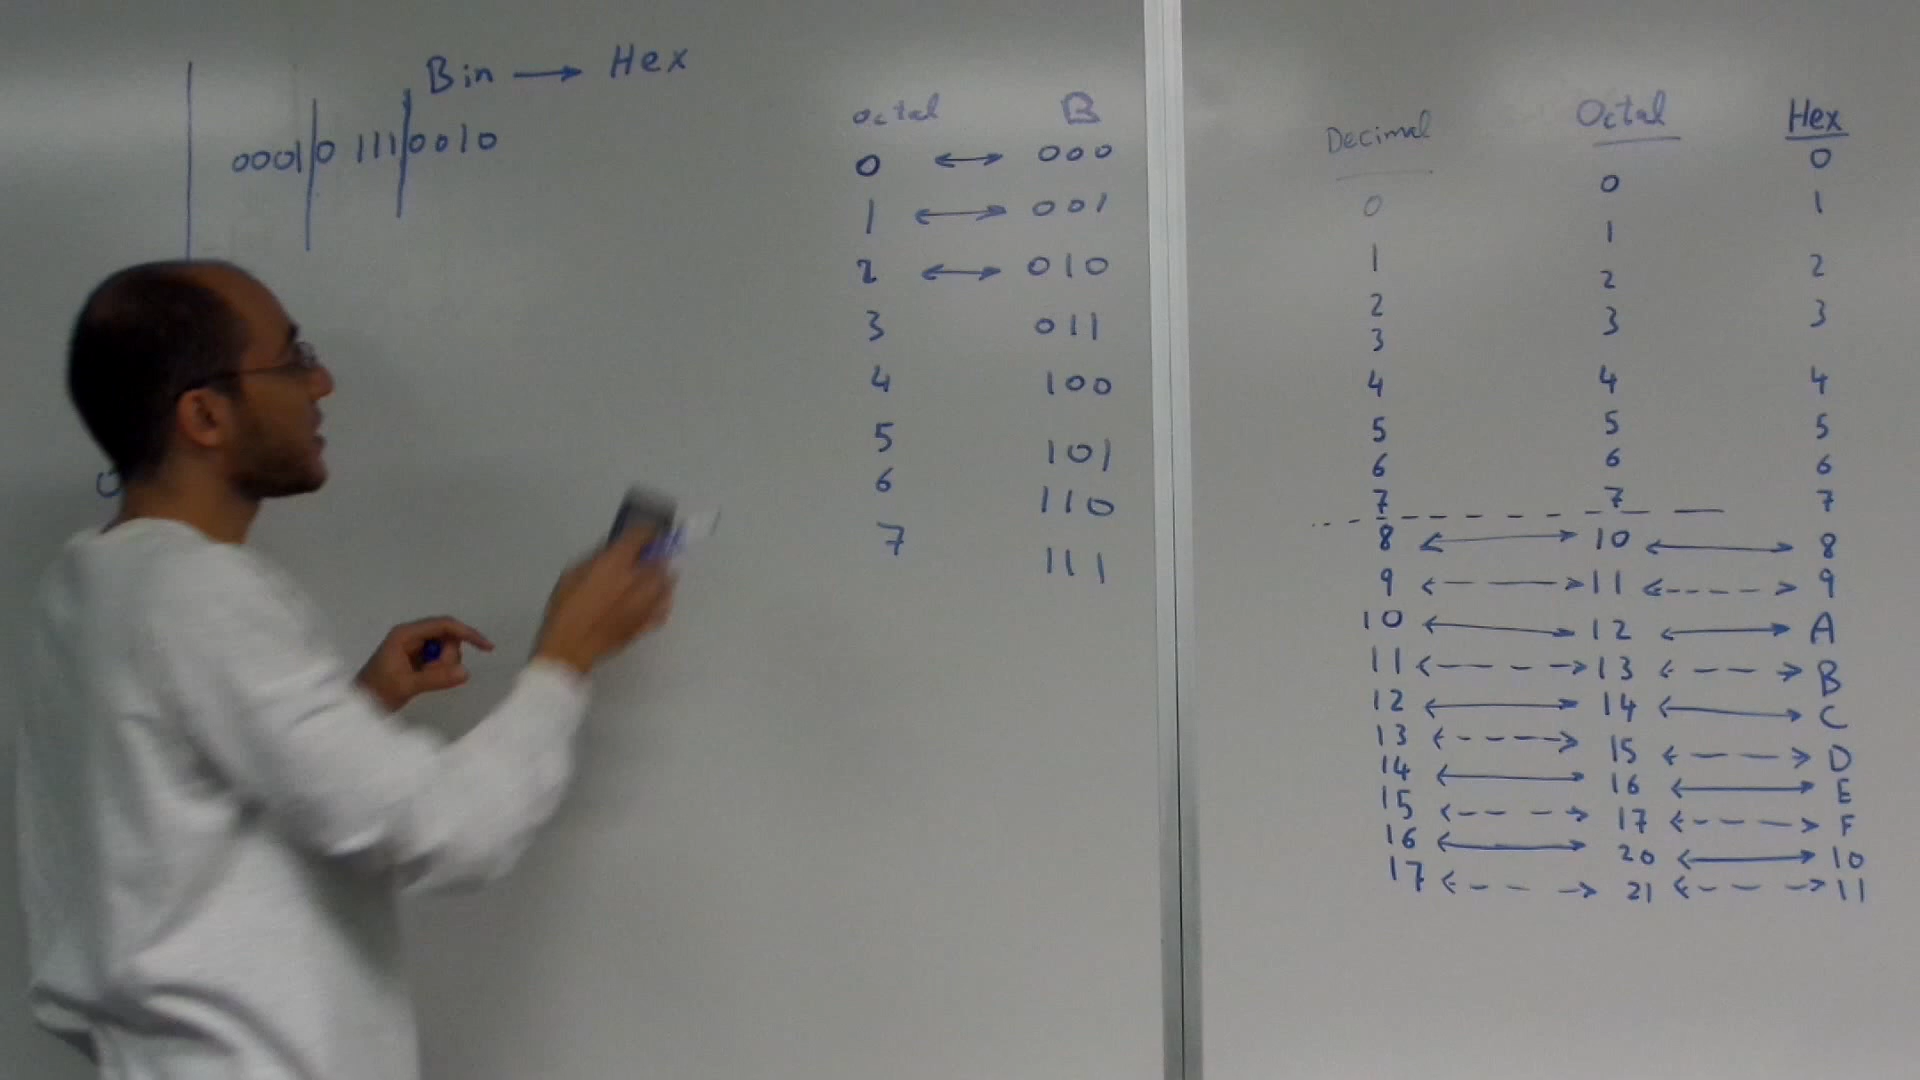 Bin → Hex
0001|0 111|0010
Octal B
0 ↔ 000
1 ↔ 001
2 ↔ 010
3 011
4 100
5 101
6 110
7 111
Decimal Octal Hex
0 0 0
1 1 1
2 2 2
3 3 3
4 4 4
5 5 5
6 6 6
7 7 7
8 ↔ 10 ↔ 8
9 ↔ 11 ↔ 9
10 ↔ 12 ↔ A
11 ↔ 13 ↔ B
12 ↔ 14 ↔ C
13 ↔ 15 ↔ D
14 ↔ 16 ↔ E
15 ↔ 17 ↔ F
16 ↔ 20 ↔ 10
17 ↔ 21 ↔ 11